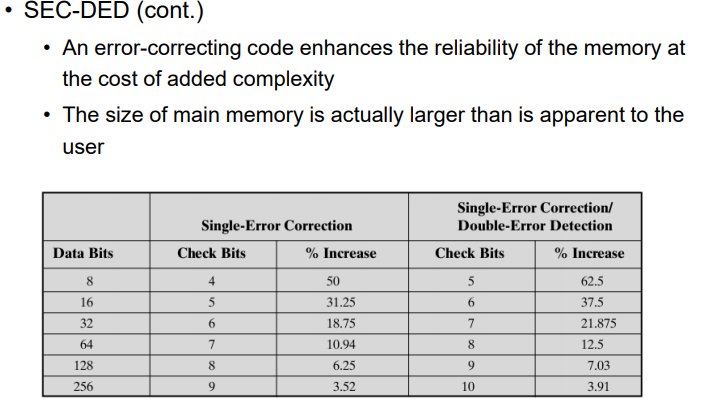 • SEC-DED (cont.)
• An error-correcting code enhances the reliability of the memory at
the cost of added complexity
• The size of main memory is actually larger than is apparent to the
user
Single-Error Correction
Single-Error Correction/
Double-Error Detection
Data Bits Check Bits % Increase Check Bits % Increase
8 4 50 5 62.5
16 5 31.25 6 37.5
32 6 18.75 7 21.875
64 7 10.94 8 12.5
128 8 6.25 9 7.03
256 9 3.52 10 3.91